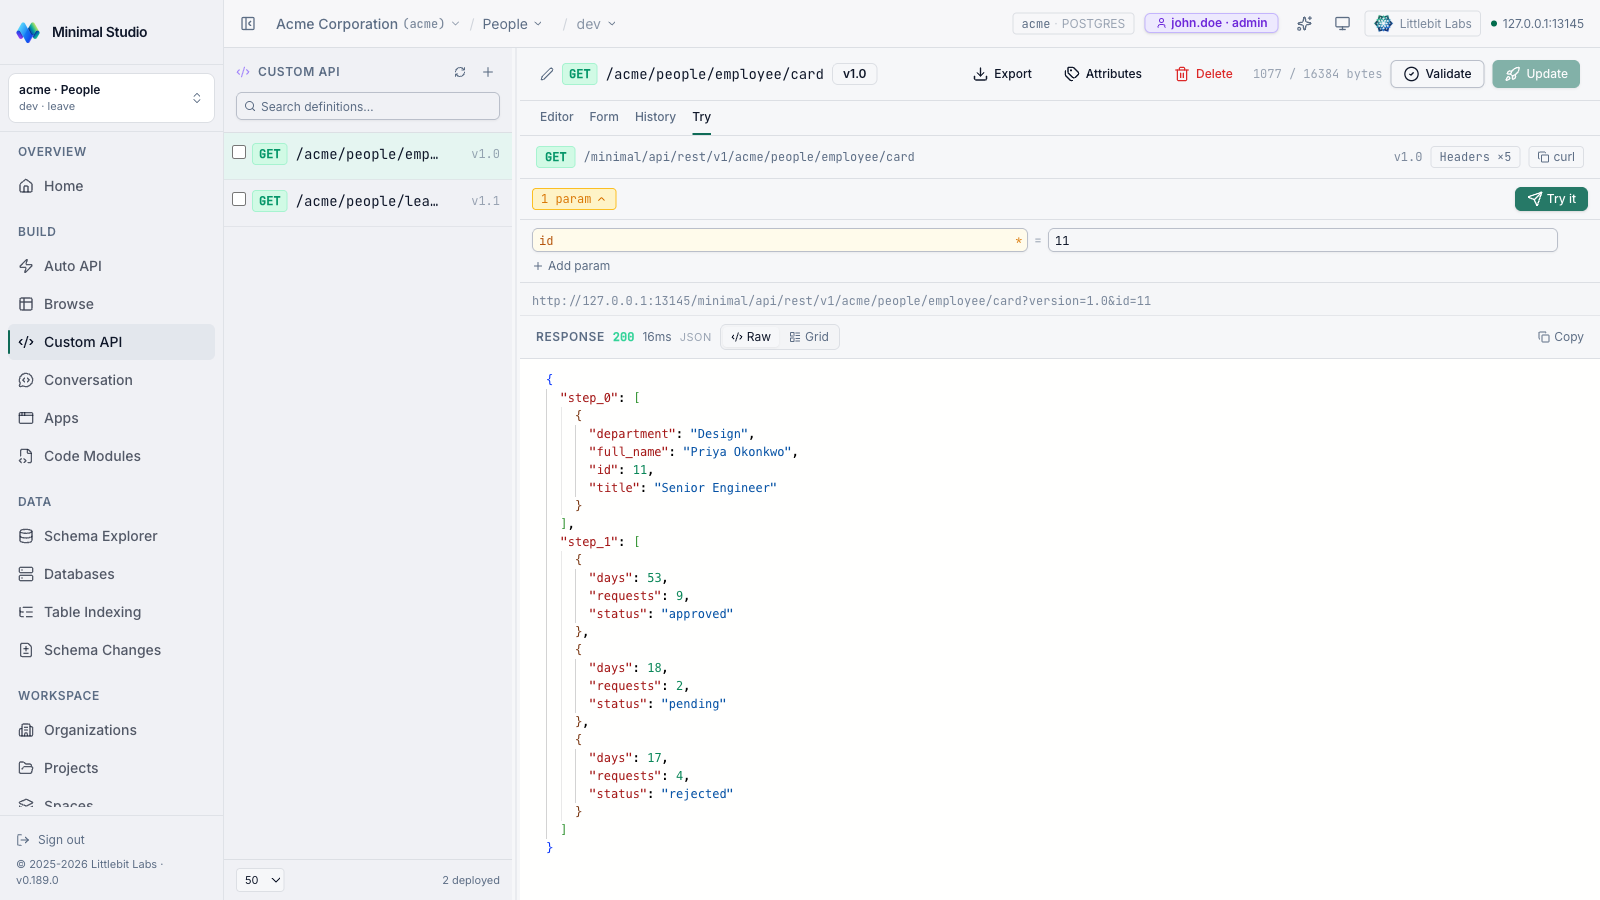 Minimal Studio
acme · People
dev · leave
OVERVIEW
Home
BUILD
Auto API
Browse
Custom API
Conversation
Apps
Code Modules
DATA
Schema Explorer
Databases
Table Indexing
Schema Changes
WORKSPACE
Organizations
Projects
Spaces
Sign out
© 2025-2026 Littlebit Labs ·
v0.189.0
Acme Corporation (acme) / People / dev
acme · POSTGRES
john.doe · admin
Littlebit Labs
127.0.0.1:13145
CUSTOM API
Search definitions...
GET /acme/people/emp… v1.0
GET /acme/people/lea… v1.1
50
2 deployed
GET /acme/people/employee/card v1.0
Export
Attributes
Delete
1077 / 16384 bytes
Validate
Update
Editor Form History Try
GET /minimal/api/rest/v1/acme/people/employee/card
v1.0 Headers ×5 curl
1 param
Try it
id * = 11
+ Add param
http://127.0.0.1:13145/minimal/api/rest/v1/acme/people/employee/card?version=1.0&id=11
RESPONSE 200 16ms JSON Raw Grid
Copy
{
"step_0": [
{
"department": "Design",
"full_name": "Priya Okonkwo",
"id": 11,
"title": "Senior Engineer"
}
],
"step_1": [
{
"days": 53,
"requests": 9,
"status": "approved"
},
{
"days": 18,
"requests": 2,
"status": "pending"
},
{
"days": 17,
"requests": 4,
"status": "rejected"
}
]
}